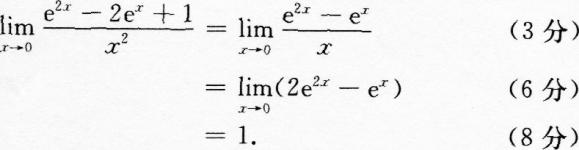 lim_{x→0} (e^{2x} − 2e^x + 1)/x^2 = lim_{x→0} (e^{2x} − e^x)/x (3 分)
= lim_{x→0}(2e^{2x} − e^x) (6 分)
= 1. (8 分)